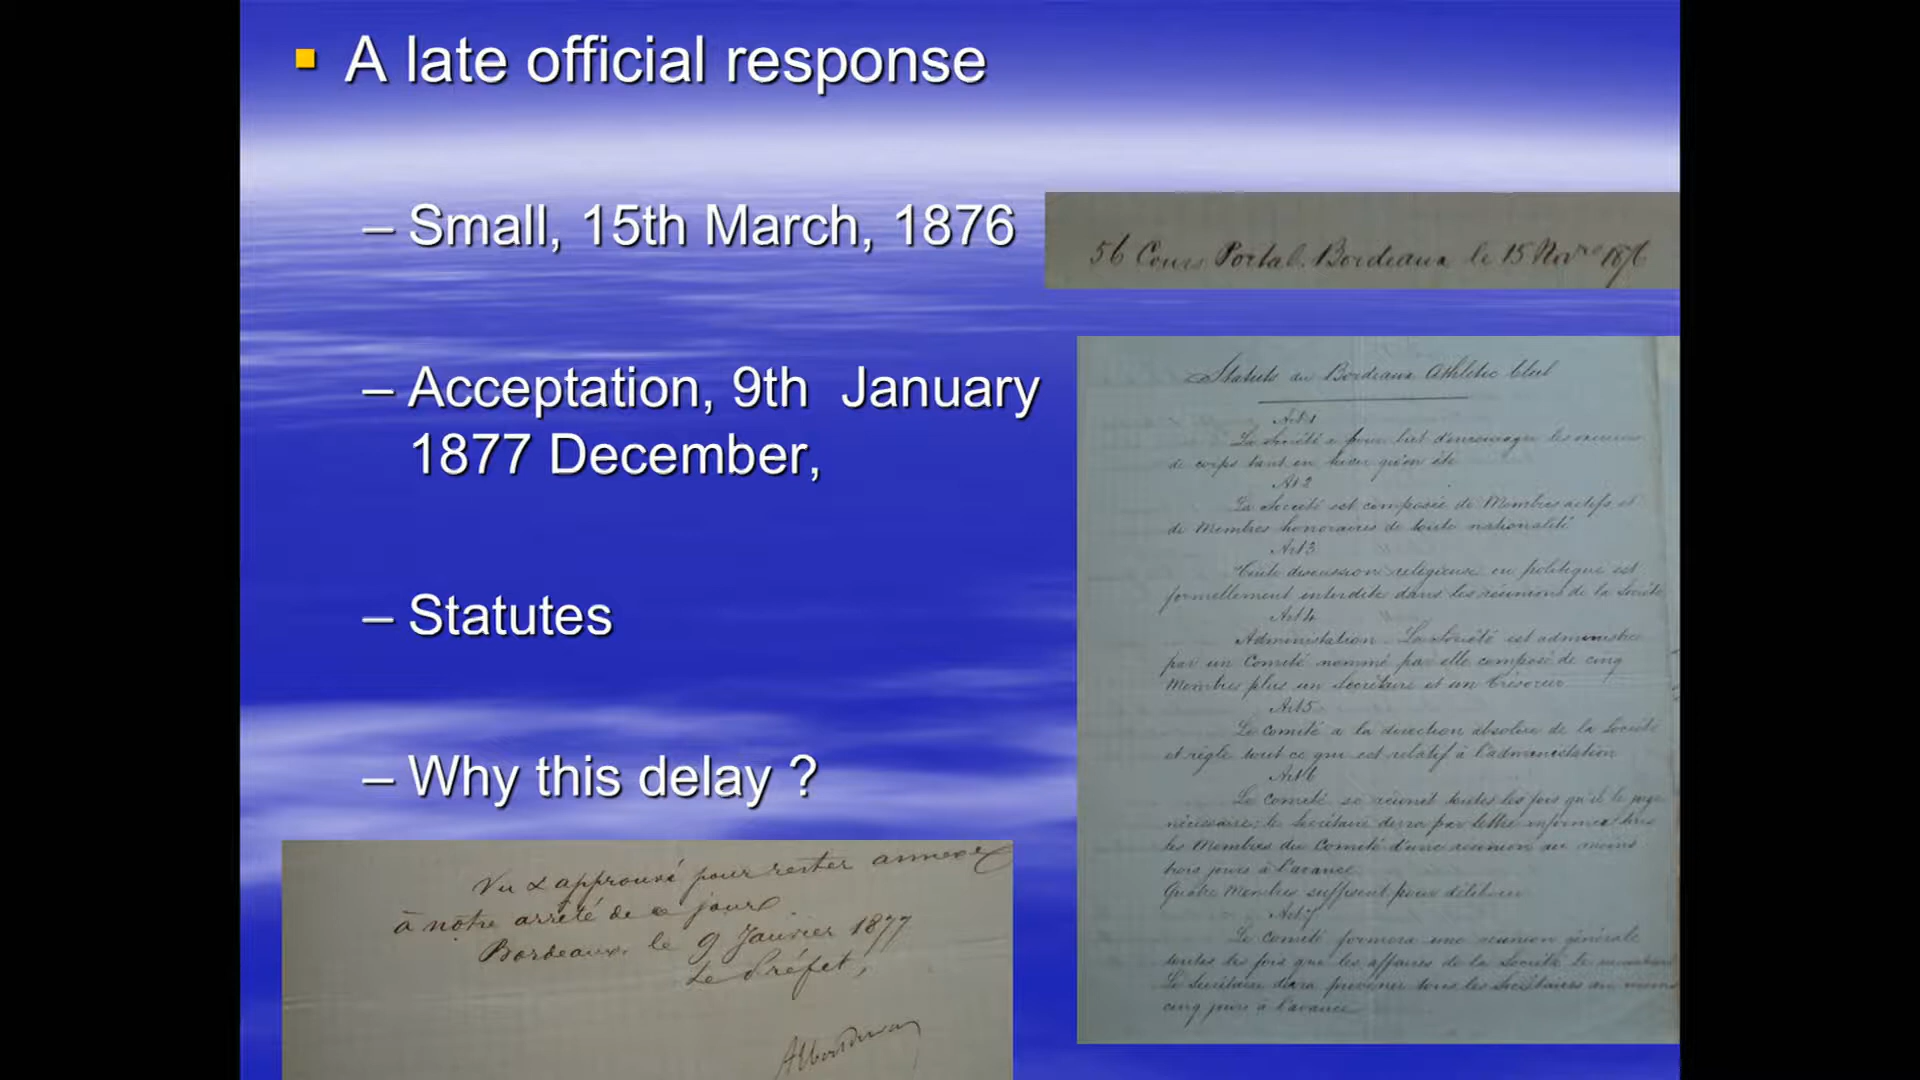 A late official response
– Small, 15th March, 1876
56 Cours Portal. Bordeaux le 15 Novre 1876
– Acceptation, 9th January
1877 December,
– Statutes
– Why this delay ?
Statuts du Bordeaux Athletic Club
Art 1
La Société a pour but d'encourager les exercices
de corps tant en hiver qu'en été
Art 2
La Société est composée de Membres actifs et
de Membres honoraires de toute nationalité
Art 3
Toute discussion religieuse ou politique est
formellement interdite dans les réunions de la Société
Art 4
Administration. La Société est administrée
par un Comité nommé par elle composé de cinq
Membres plus un Secrétaire et un Trésorier
Art 5
Le comité a la direction absolue de la Société
et règle tout ce qui est relatif à l'administration
Art 6
Le comité se réunit toutes les fois qu'il le juge
nécessaire; le Secrétaire devra par lettre informer tous
les Membres du Comité d'une réunion au moins
trois jours à l'avance
Quatre Membres suffisent pour délibérer
Art 7
Le comité formera une réunion générale
toutes les fois que les affaires de la Société le
Le Secrétaire devra prévenir tous les Sociétaires au moins
cinq jours à l'avance
Vu & approuvé pour rester annexé
à notre arrêté de ce jour
Bordeaux, le 9 Janvier 1877
Le Préfet,